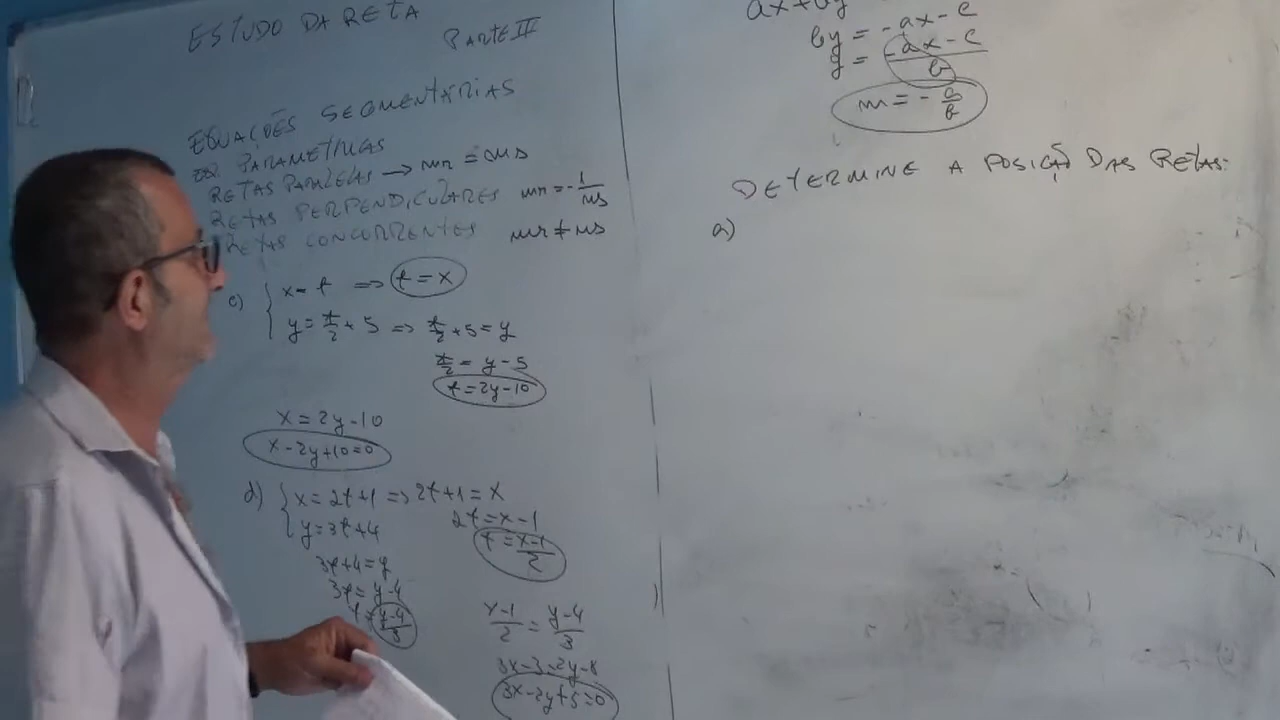 ESTUDO DA RETA
PARTE III
EQUAÇÕES SEGMENTÁRIAS
EQ. PARAMÉTRICAS
RETAS PARALELAS → mr = ms
RETAS PERPENDICULARES mr = -1/ms
RETAS CONCORRENTES mr ≠ ms
c) { x = t => t = x
y = t/2 + 5 => t/2 + 5 = y
t/2 = y - 5
t = 2y - 10
x = 2y - 10
x - 2y + 10 = 0
d) { x = 2t + 1 => 2t + 1 = x
y = 3t + 4
2t = x - 1
t = x - 1/2
3t + 4 = y
3t = y - 4
t = y - 4/3
x - 1/2 = y - 4/3
3x - 3 = 2y - 8
3x - 2y + 5 = 0
ax + by
by = -ax - c
y = -ax - c/b
m = -a/b
DETERMINE A POSIÇÃO DAS RETAS:
a)